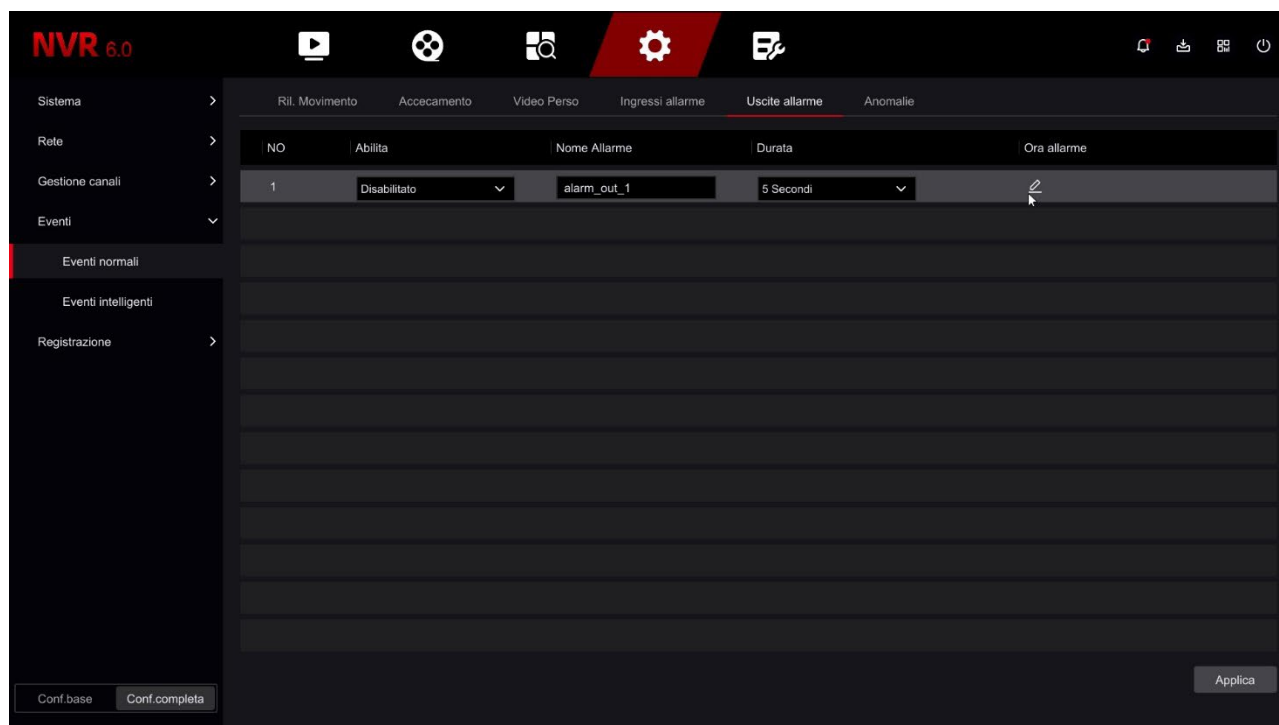 NVR 6.0
Sistema
Rete
Gestione canali
Eventi
Eventi normali
Eventi intelligenti
Registrazione
Conf.base Conf.completa
Ril. Movimento Accecamento Video Perso Ingressi allarme Uscite allarme Anomalie
NO Abilita Nome Allarme Durata Ora allarme
1 Disabilitato alarm_out_1 5 Secondi
Applica